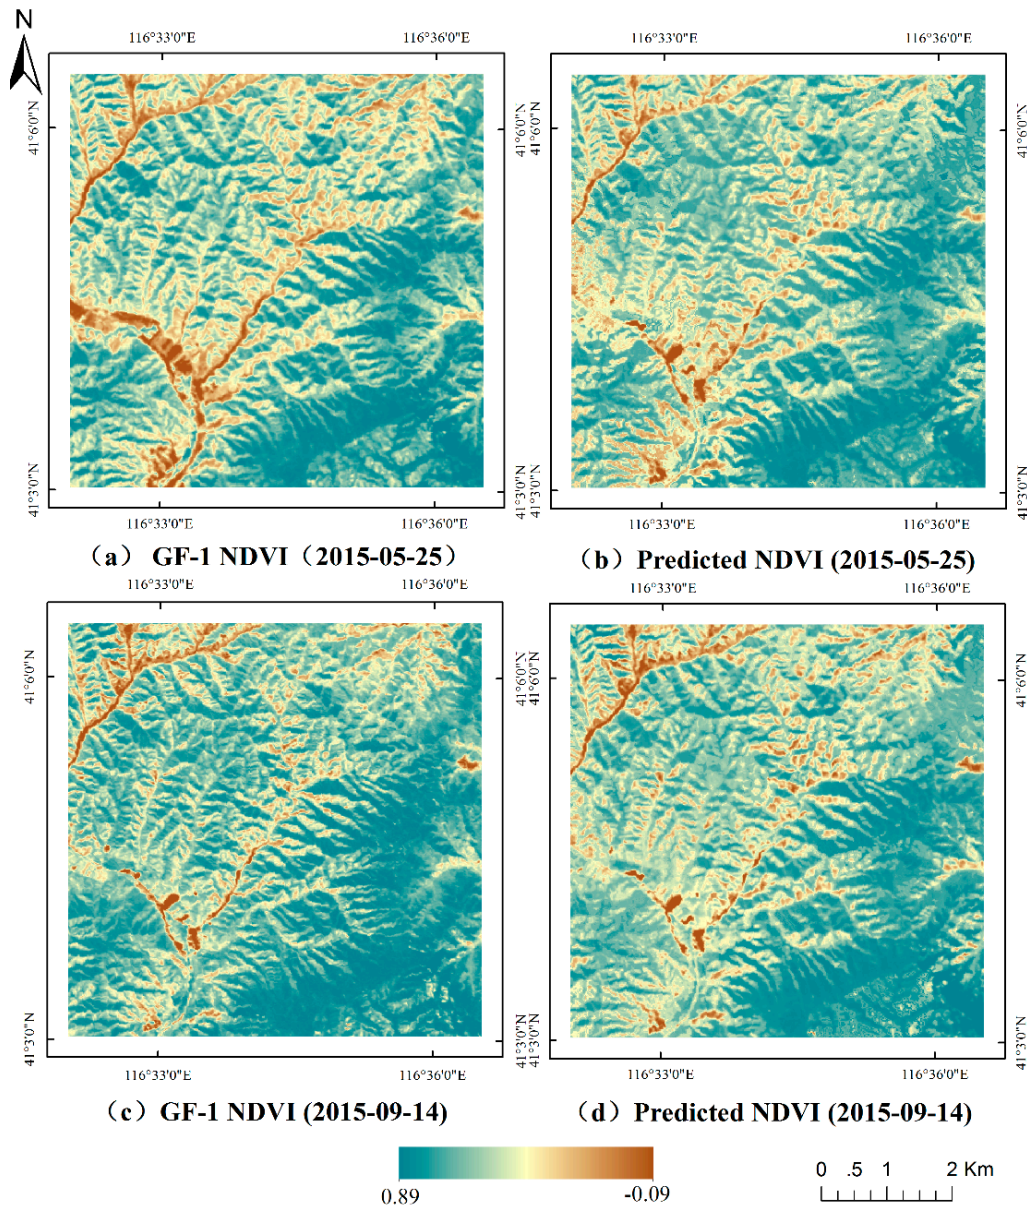 N
116°33'0"E 116°36'0"E 116°33'0"E 116°36'0"E
41°6'0"N 41°6'0"N 41°6'0"N 41°6'0"N
41°3'0"N 41°3'0"N 41°3'0"N 41°3'0"N
116°33'0"E 116°36'0"E 116°33'0"E 116°36'0"E
（a） GF-1 NDVI（2015-05-25） （b）Predicted NDVI (2015-05-25)
116°33'0"E 116°36'0"E 116°33'0"E 116°36'0"E
41°6'0"N 41°6'0"N 41°6'0"N 41°6'0"N
41°3'0"N 41°3'0"N 41°3'0"N 41°3'0"N
116°33'0"E 116°36'0"E 116°33'0"E 116°36'0"E
（c）GF-1 NDVI (2015-09-14) （d）Predicted NDVI (2015-09-14)
0 .5 1 2 Km
0.89 -0.09